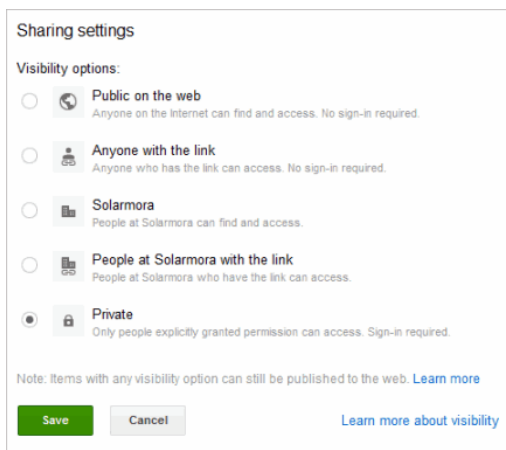 Sharing settings
Visibility options:
Public on the web
Anyone on the Internet can find and access. No sign-in required.
Anyone with the link
Anyone who has the link can access. No sign-in required.
Solarmora
People at Solarmora can find and access.
People at Solarmora with the link
People at Solarmora who have the link can access.
Private
Only people explicitly granted permission can access. Sign-in required.
Note: Items with any visibility option can still be published to the web. Learn more
Save Cancel Learn more about visibility